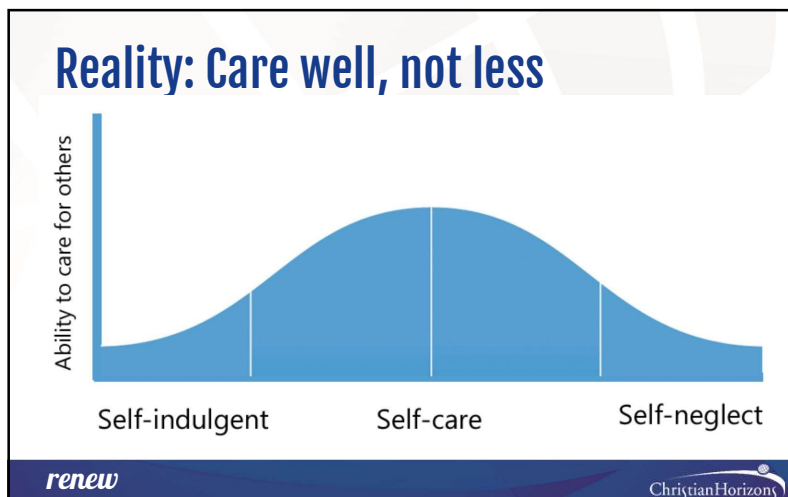 Reality: Care well, not less
Ability to care for others
Self-indulgent Self-care Self-neglect
renew
ChristianHorizons